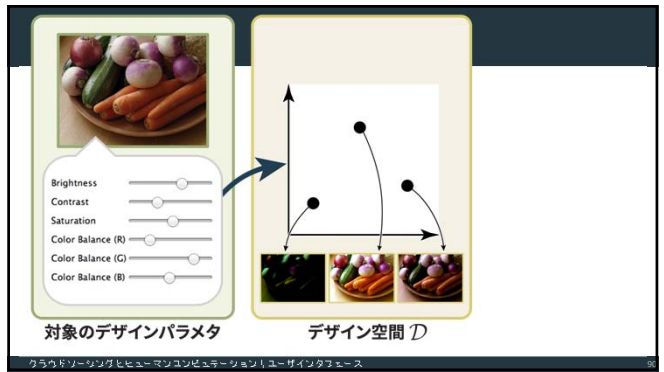 Brightness
Contrast
Saturation
Color Balance (R)
Color Balance (G)
Color Balance (B)
対象のデザインパラメタ
デザイン空間 𝒟
クラウドソーシングとヒューマンコンピュテーション | ユーザインタフェース
90